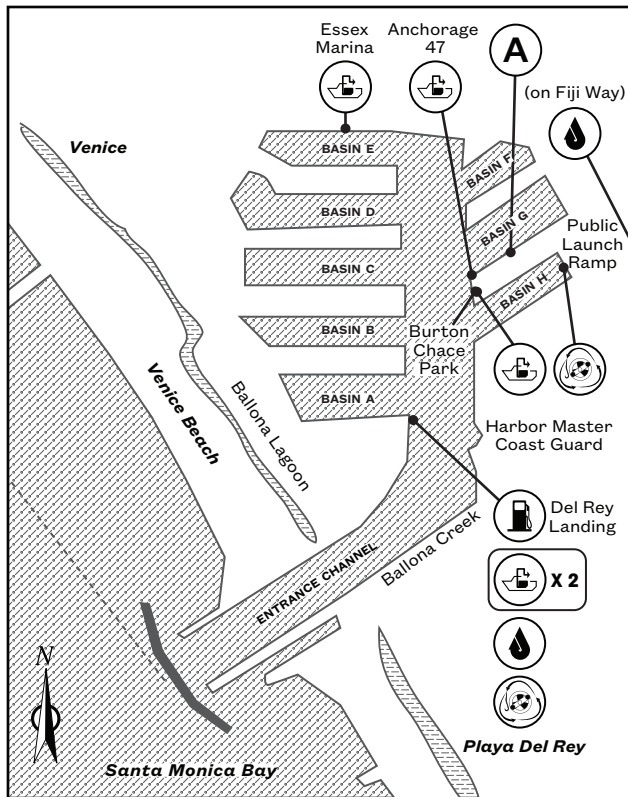 Essex
Marina
Anchorage
47
A
(on Fiji Way)
Venice
BASIN E
BASIN F
BASIN D
BASIN G
Public
Launch
Ramp
BASIN C
BASIN H
BASIN B
Burton
Chace
Park
Venice Beach
Ballona Lagoon
BASIN A
Harbor Master
Coast Guard
Del Rey
Landing
ENTRANCE CHANNEL
Ballona Creek
X 2
N
Playa Del Rey
Santa Monica Bay